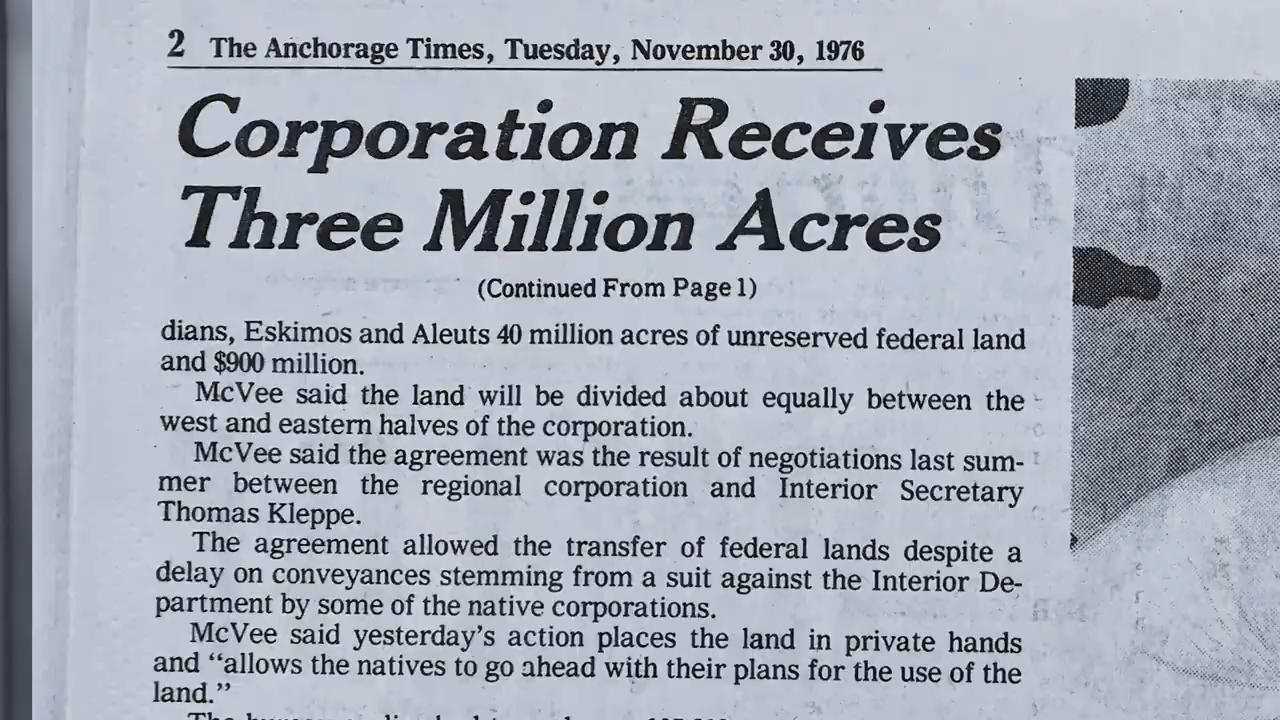 2 The Anchorage Times, Tuesday, November 30, 1976
Corporation Receives
Three Million Acres
(Continued From Page 1)
dians, Eskimos and Aleuts 40 million acres of unreserved federal land
and $900 million.
McVee said the land will be divided about equally between the
west and eastern halves of the corporation.
McVee said the agreement was the result of negotiations last sum-
mer between the regional corporation and Interior Secretary
Thomas Kleppe.
The agreement allowed the transfer of federal lands despite a
delay on conveyances stemming from a suit against the Interior De-
partment by some of the native corporations.
McVee said yesterday's action places the land in private hands
and “allows the natives to go ahead with their plans for the use of the
land.”